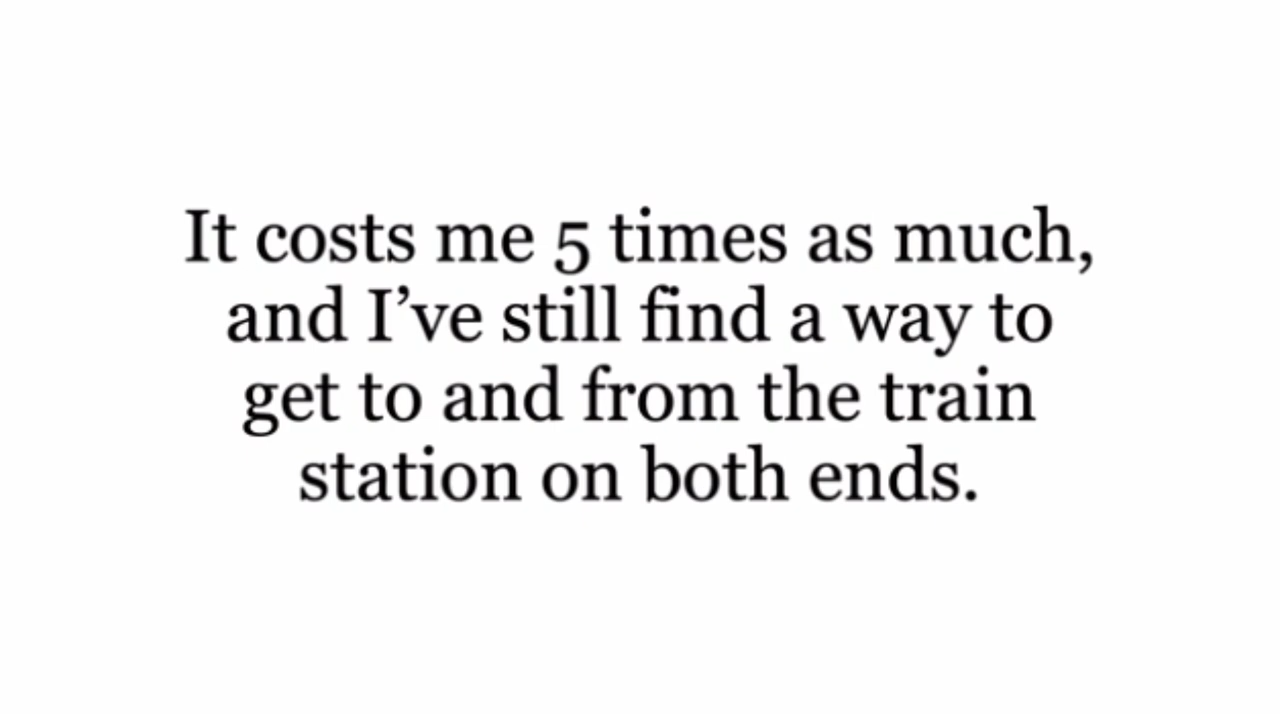 It costs me 5 times as much,
and I’ve still find a way to
get to and from the train
station on both ends.